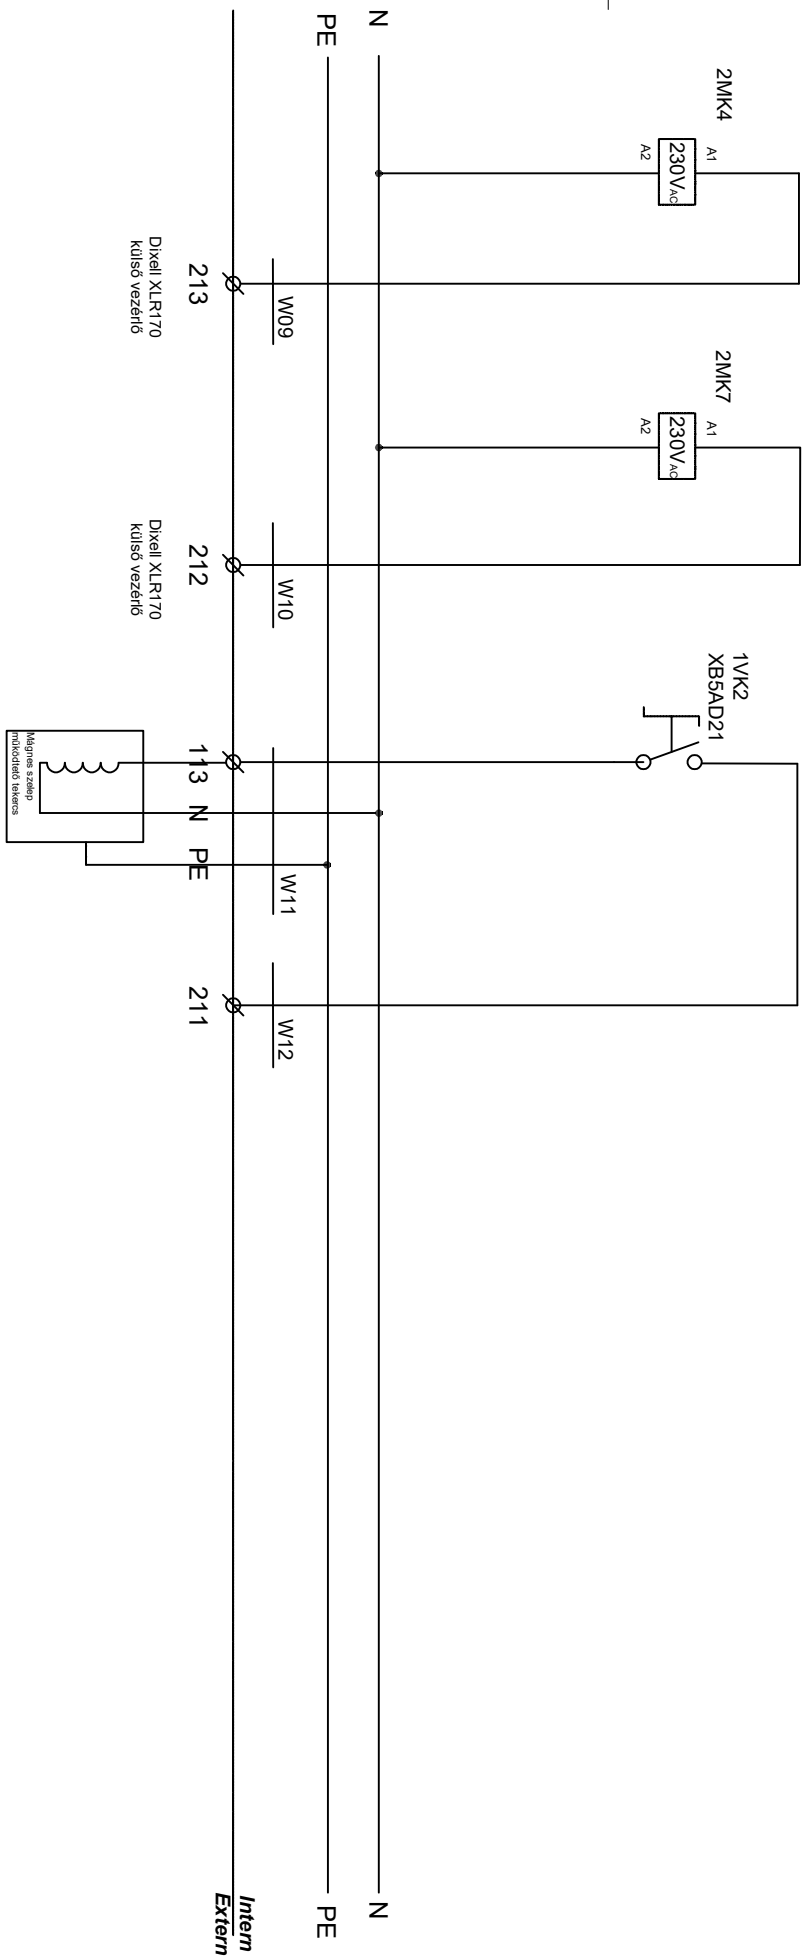 N
PE
2MK4
A1
230VAC
A2
213
W09
Dixell XLR170
külső vezérlő
2MK7
A1
230VAC
A2
212
W10
Dixell XLR170
külső vezérlő
1VK2
XB5AD21
113
N
PE
W11
Mágnes szelep
működtető tekercs
211
W12
N
PE
Intern
Extern